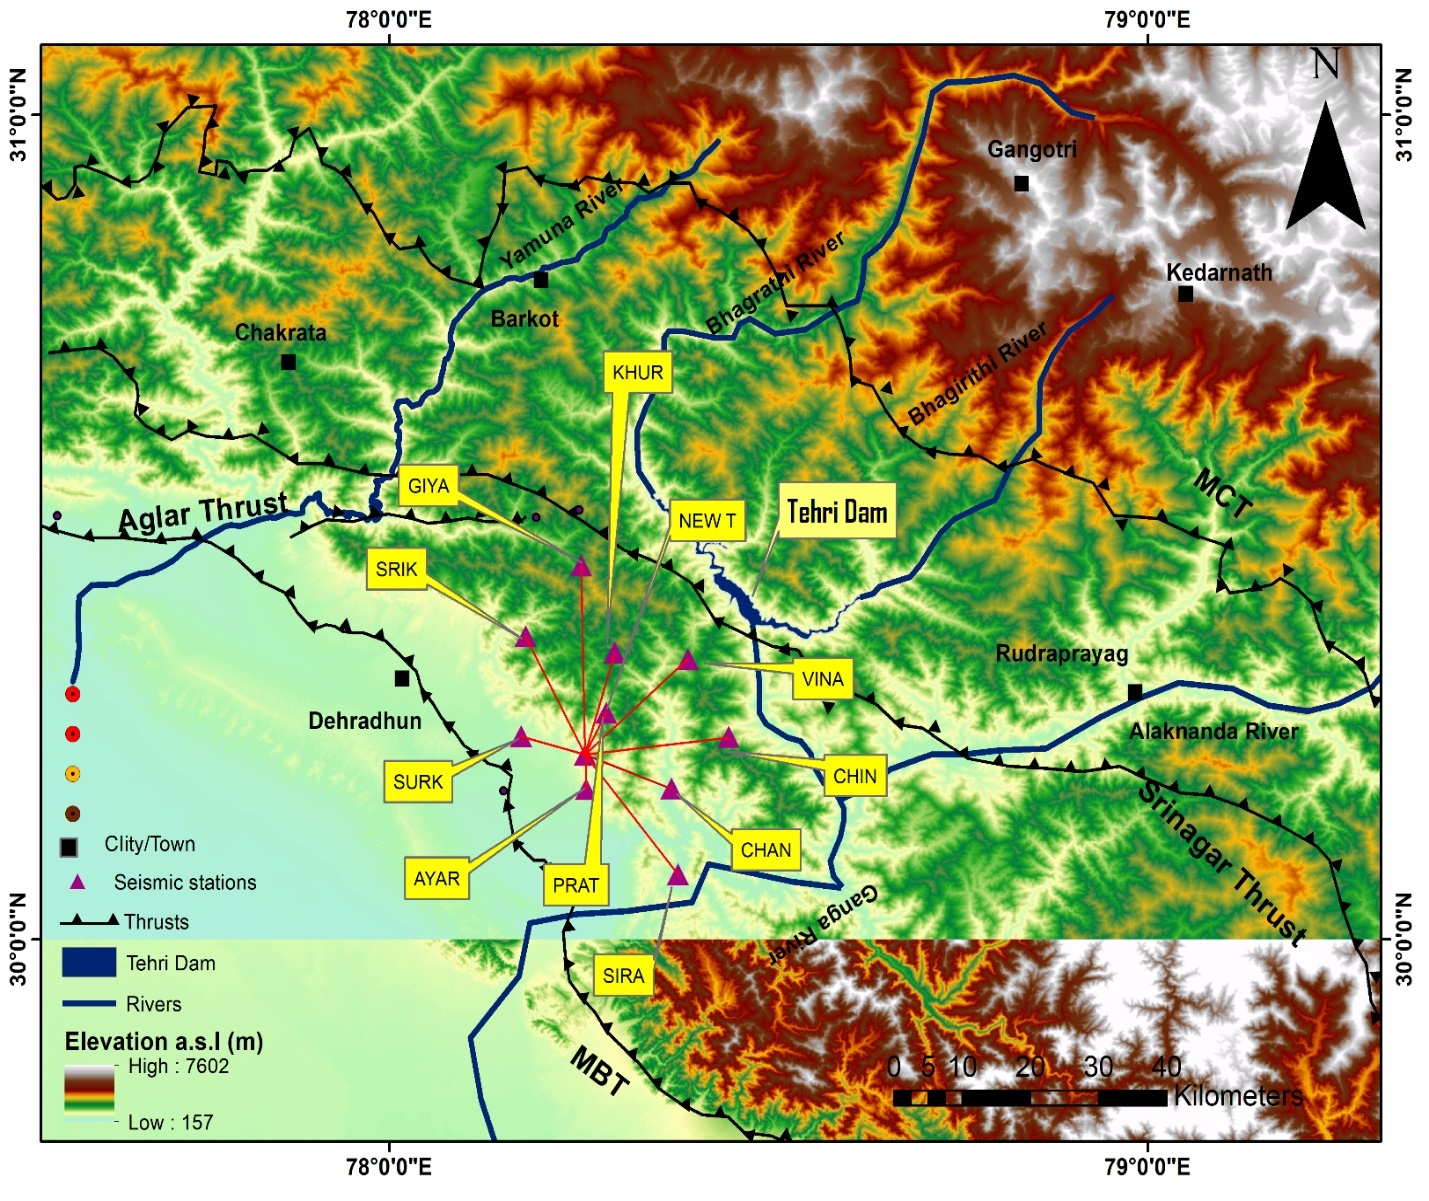 78°0'0"E
79°0'0"E
N
31°0'0"N
31°0'0"N
Gangotri
Yamuna River
Bhagrathi River
Kedarnath
Barkot
Chakrata
Bhagirithi River
KHUR
GIYA
MCT
Aglar Thrust
NEW T
Tehri Dam
SRIK
Rudraprayag
VINA
Dehradhun
Alaknanda River
SURK
CHIN
Srinagar Thrust
CHAN
AYAR
PRAT
Ganga River
SIRA
CIity/Town
Seismic stations
Thrusts
Tehri Dam
Rivers
30°0'0"N
30°0'0"N
Elevation a.s.l (m)
High : 7602
Low : 157
MBT
0 5 10 20 30 40
Kilometers
78°0'0"E
79°0'0"E